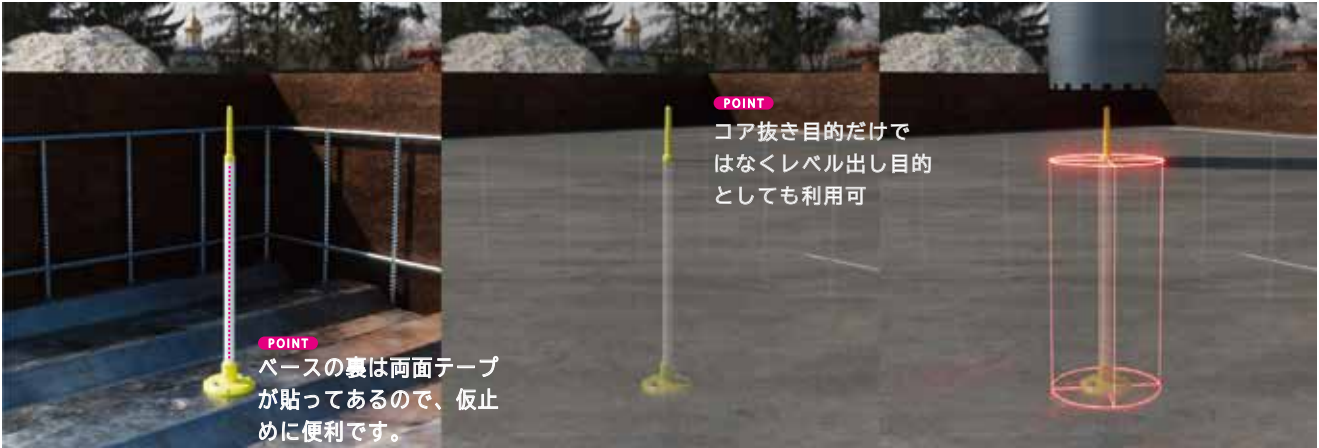 POINT
ベースの裏は両面テープ
が貼ってあるので、仮止
めに便利です。
POINT
コア抜き目的だけで
はなくレベル出し目的
としても利用可